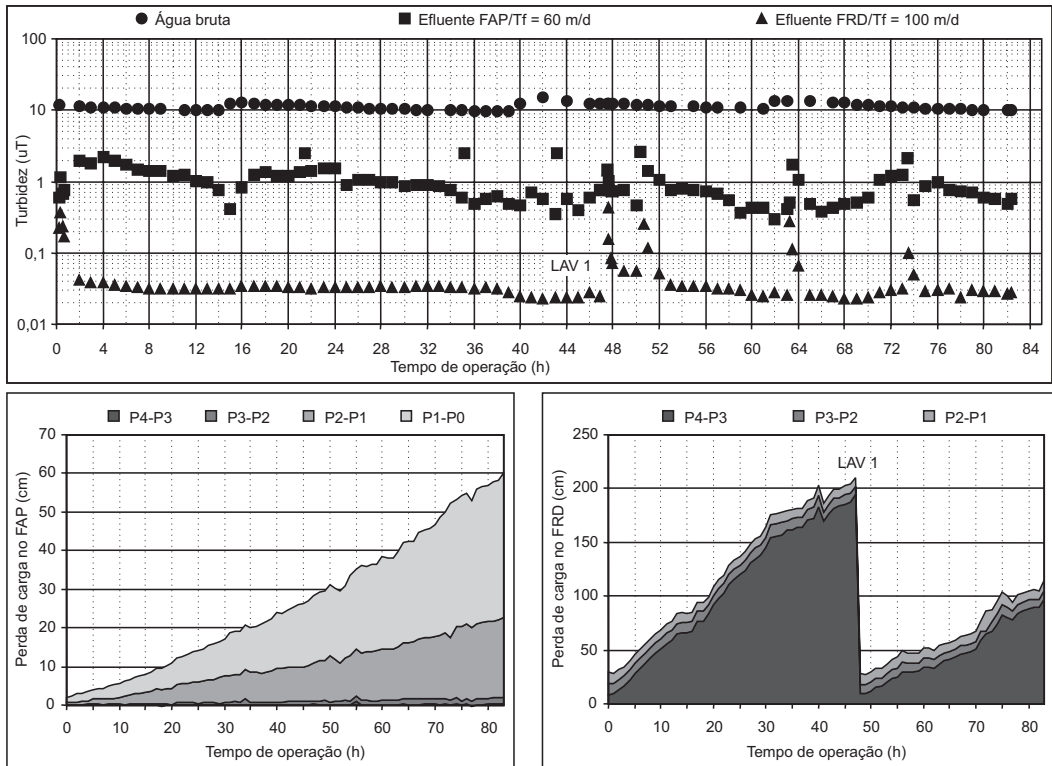 Água bruta Efluente FAP/Tf = 60 m/d Efluente FRD/Tf = 100 m/d
Turbidez (uT)
100
10
1
0,1
0,01
LAV 1
0 4 8 12 16 20 24 28 32 36 40 44 48 52 56 60 64 68 72 76 80 84
Tempo de operação (h)
P4-P3 P3-P2 P2-P1 P1-P0
Perda de carga no FAP (cm)
70
60
50
40
30
20
10
0
0 10 20 30 40 50 60 70 80
Tempo de operação (h)
P4-P3 P3-P2 P2-P1
Perda de carga no FRD (cm)
250
200
150
100
50
0
LAV 1
0 10 20 30 40 50 60 70 80
Tempo de operação (h)